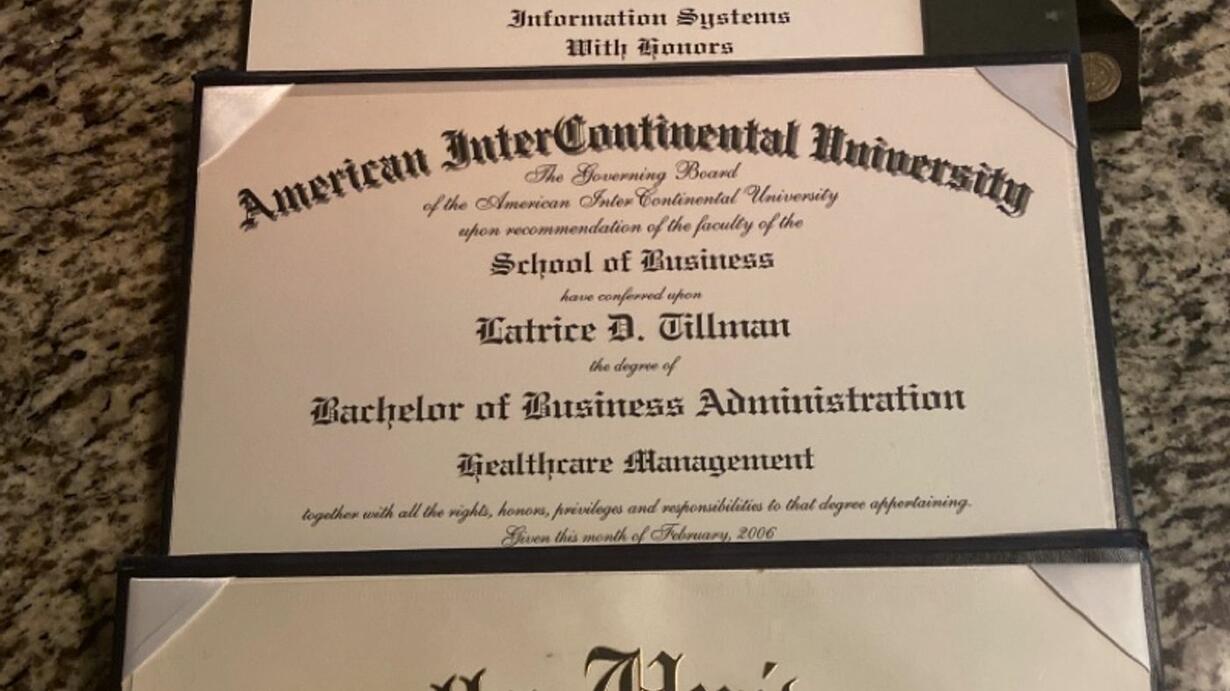 Information Systems
With Honors
American InterContinental University
The Governing Board
of the American InterContinental University
upon recommendation of the faculty of the
School of Business
have conferred upon
Latrice D. Tillman
the degree of
Bachelor of Business Administration
Healthcare Management
together with all the rights, honors, privileges and responsibilities to that degree appertaining.
Given this month of February, 2006